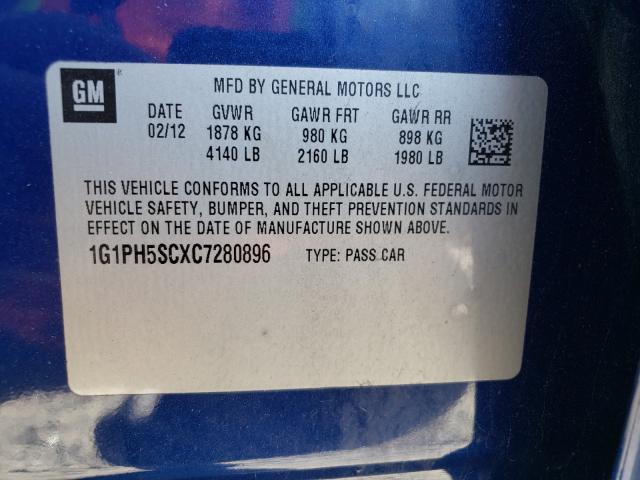 GM
MFD BY GENERAL MOTORS LLC
DATE GVWR GAWR FRT GAWR RR
02/12 1878 KG 980 KG 898 KG
4140 LB 2160 LB 1980 LB
THIS VEHICLE CONFORMS TO ALL APPLICABLE U.S. FEDERAL MOTOR
VEHICLE SAFETY, BUMPER, AND THEFT PREVENTION STANDARDS IN
EFFECT ON THE DATE OF MANUFACTURE SHOWN ABOVE.
1G1PH5SCXC7280896 TYPE: PASS CAR